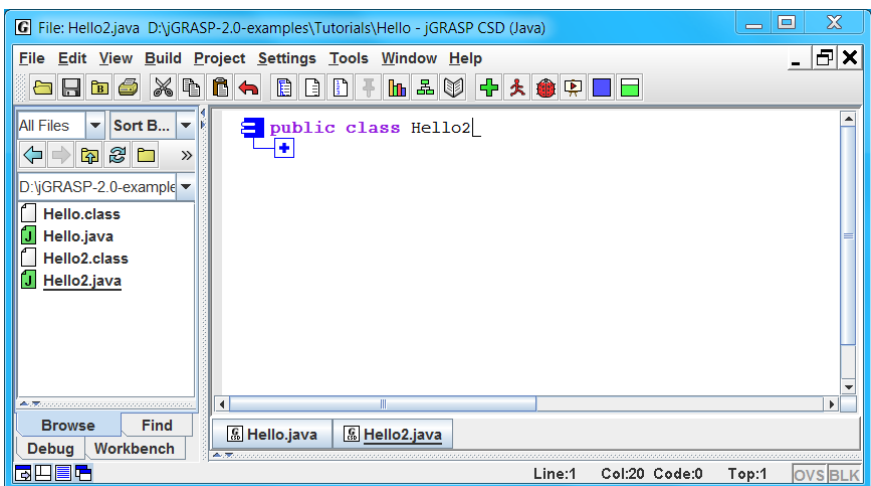 File: Hello2.java D:\jGRASP-2.0-examples\Tutorials\Hello - jGRASP CSD (Java)
File Edit View Build Project Settings Tools Window Help
All Files Sort B...
public class Hello2
D:\jGRASP-2.0-example
Hello.class
Hello.java
Hello2.class
Hello2.java
Browse Find
Debug Workbench
Hello.java Hello2.java
Line:1 Col:20 Code:0 Top:1 OVS BLK